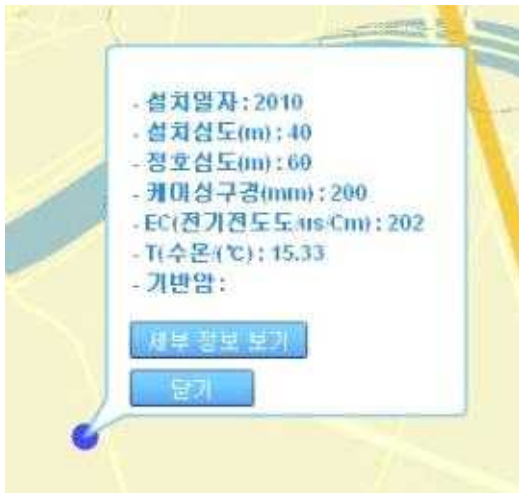 - 설치일자 : 2010
- 설치심도(m) : 40
- 정호심도(m) : 60
- 케이싱구경(mm) : 200
- EC(전기전도도/us/Cm) : 202
- T(수온/(℃) : 15.33
- 기반암 :
세부 정보 보기
닫기